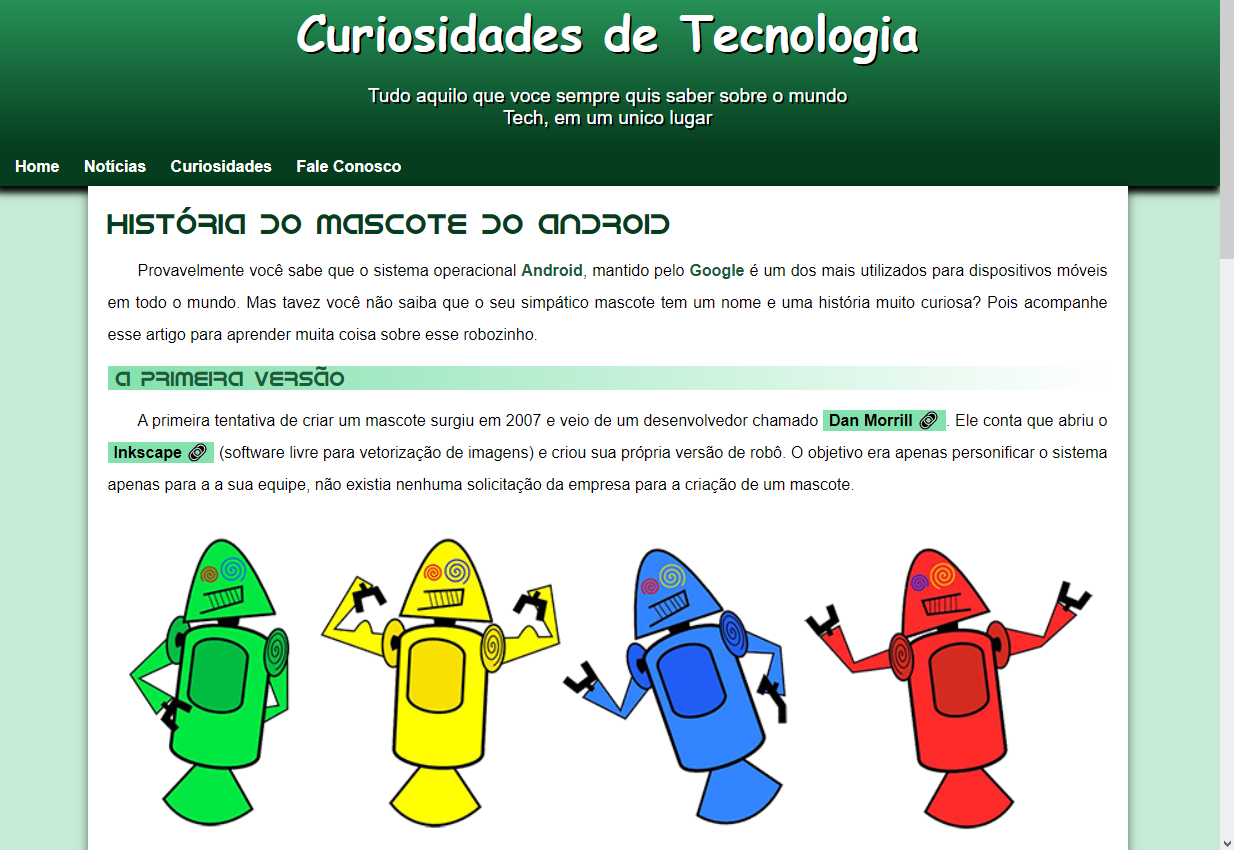 Curiosidades de Tecnologia
Tudo aquilo que voce sempre quis saber sobre o mundo
Tech, em um unico lugar
Home Notícias Curiosidades Fale Conosco
História do Mascote do Android
Provavelmente você sabe que o sistema operacional Android, mantido pelo Google é um dos mais utilizados para dispositivos móveis
em todo o mundo. Mas tavez você não saiba que o seu simpático mascote tem um nome e uma história muito curiosa? Pois acompanhe
esse artigo para aprender muita coisa sobre esse robozinho.
A primeira versão
A primeira tentativa de criar um mascote surgiu em 2007 e veio de um desenvolvedor chamado Dan Morrill . Ele conta que abriu o
Inkscape (software livre para vetorização de imagens) e criou sua própria versão de robô. O objetivo era apenas personificar o sistema
apenas para a a sua equipe, não existia nenhuma solicitação da empresa para a criação de um mascote.